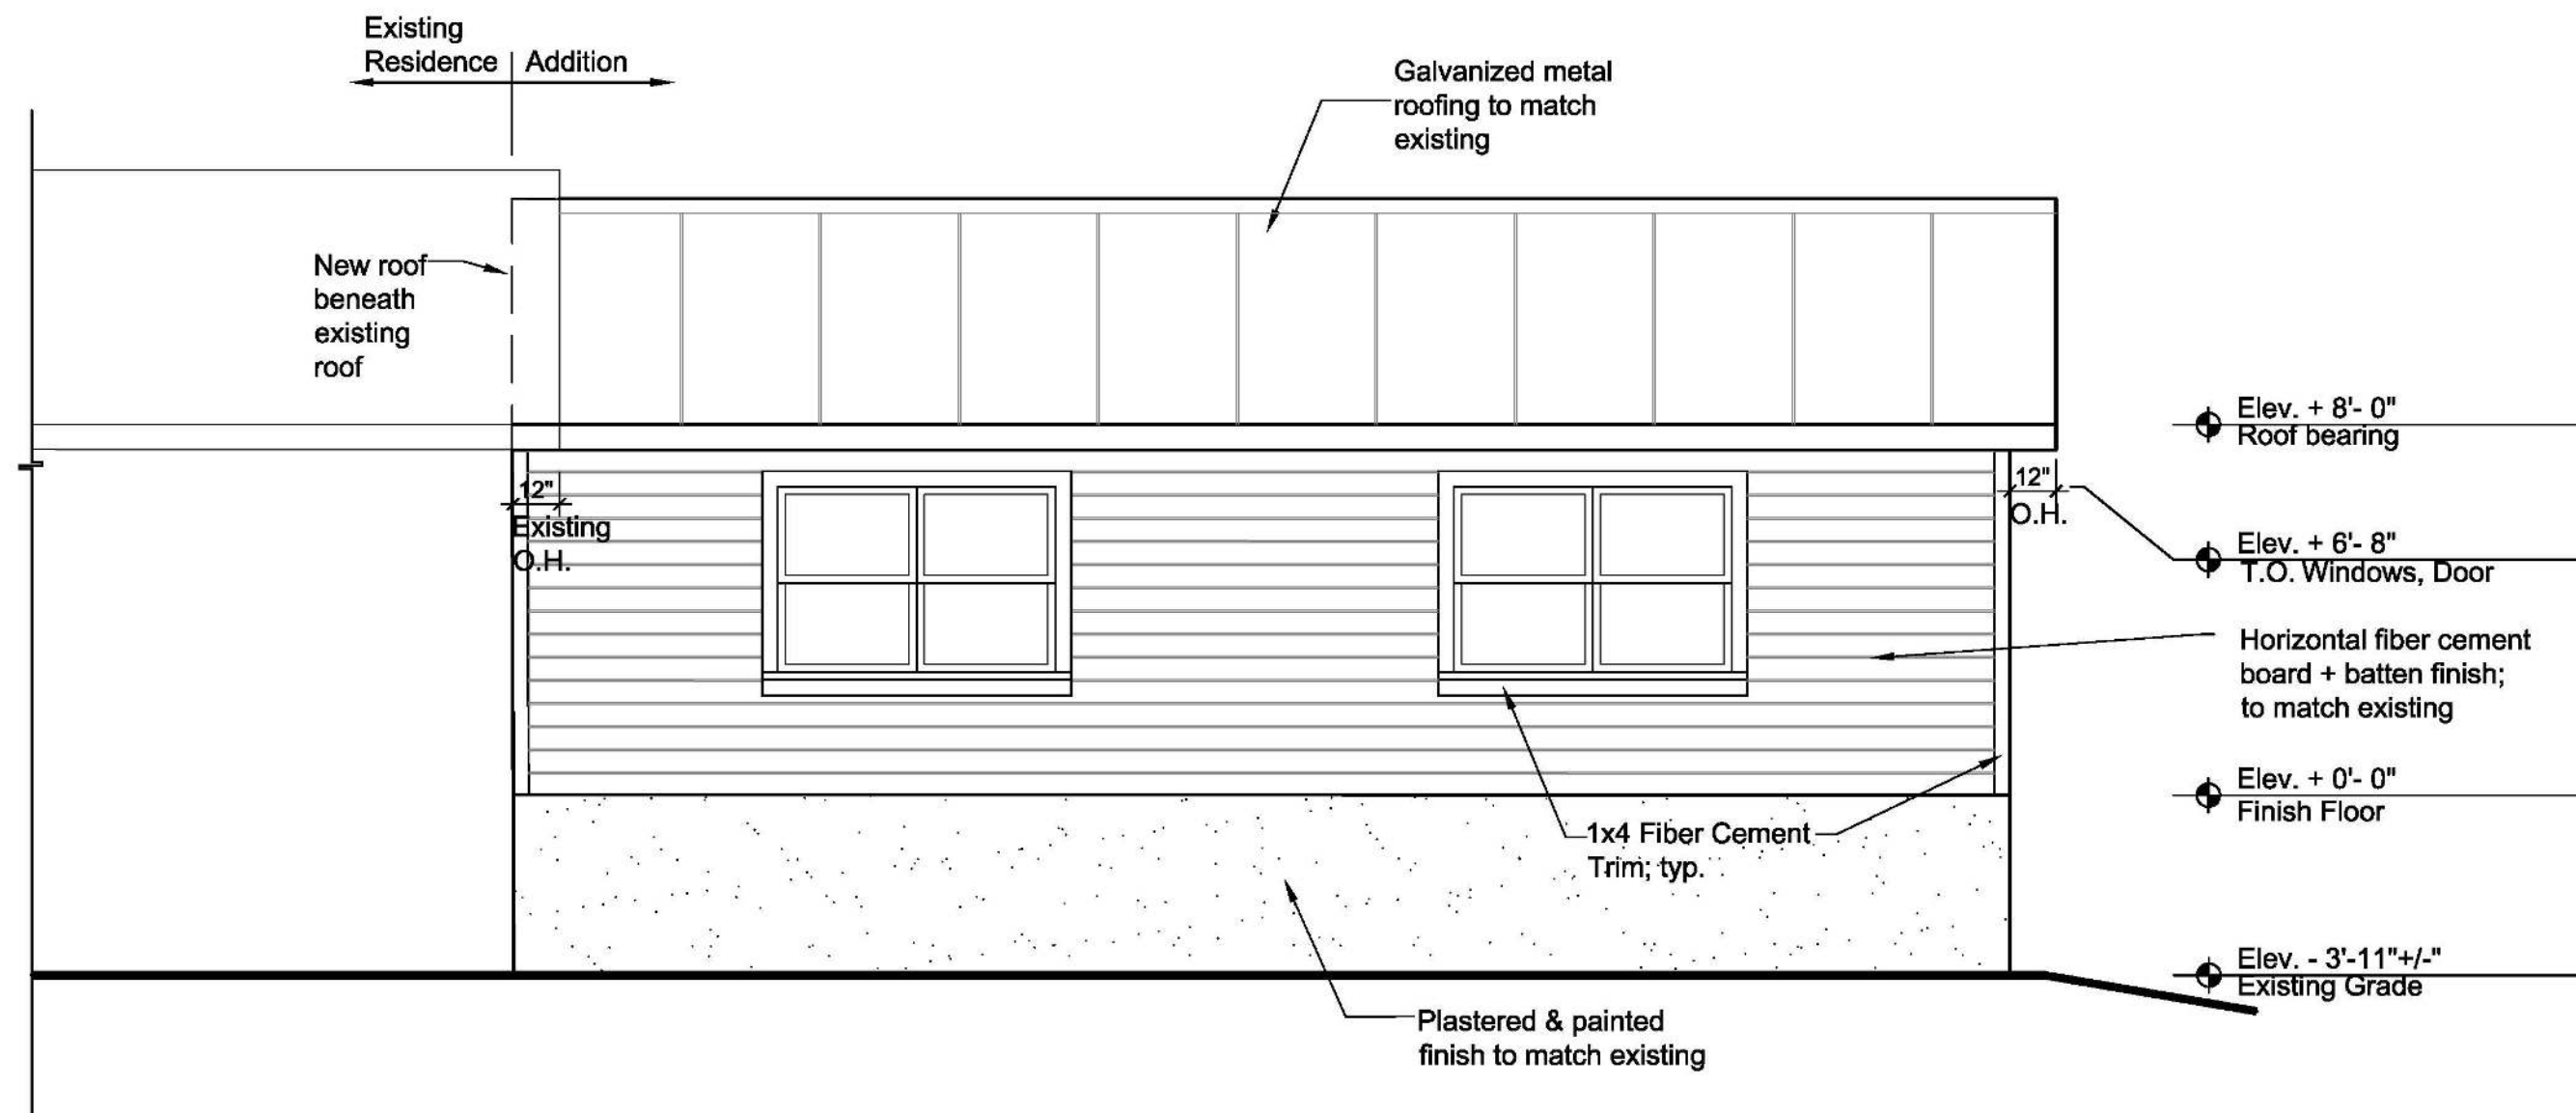 Existing
Residence
Addition
Galvanized metal
roofing to match
existing
New roof
beneath
existing
roof
Elev. + 8'- 0"
Roof bearing
12"
Existing
O.H.
12"
O.H.
Elev. + 6'- 8"
T.O. Windows, Door
Horizontal fiber cement
board + batten finish;
to match existing
Elev. + 0'- 0"
Finish Floor
1x4 Fiber Cement
Trim; typ.
Elev. - 3'-11"+/-"
Existing Grade
Plastered & painted
finish to match existing